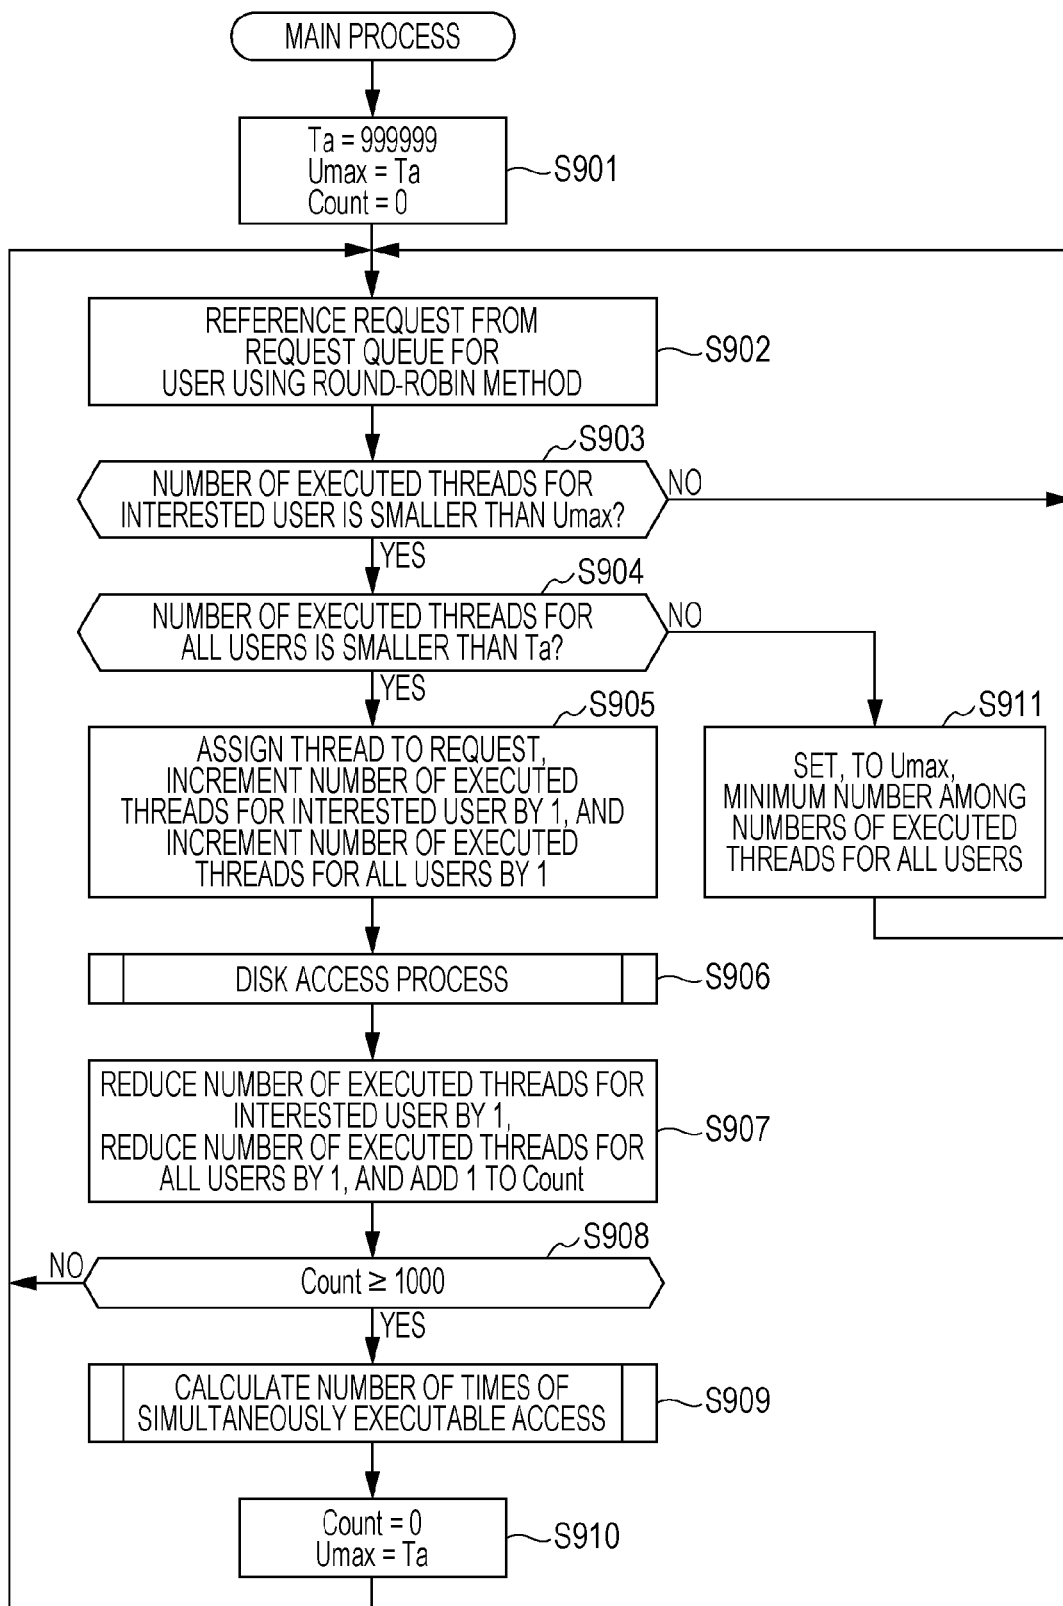 MAIN PROCESS
Ta = 999999
Umax = Ta
Count = 0
S901
REFERENCE REQUEST FROM
REQUEST QUEUE FOR
USER USING ROUND-ROBIN METHOD
S902
S903
NUMBER OF EXECUTED THREADS FOR
INTERESTED USER IS SMALLER THAN Umax?
NO
YES
S904
NUMBER OF EXECUTED THREADS FOR
ALL USERS IS SMALLER THAN Ta?
NO
YES
S905
ASSIGN THREAD TO REQUEST,
INCREMENT NUMBER OF EXECUTED
THREADS FOR INTERESTED USER BY 1, AND
INCREMENT NUMBER OF EXECUTED
THREADS FOR ALL USERS BY 1
S911
SET, TO Umax,
MINIMUM NUMBER AMONG
NUMBERS OF EXECUTED
THREADS FOR ALL USERS
DISK ACCESS PROCESS
S906
REDUCE NUMBER OF EXECUTED THREADS FOR
INTERESTED USER BY 1,
REDUCE NUMBER OF EXECUTED THREADS FOR
ALL USERS BY 1, AND ADD 1 TO Count
S907
S908
NO
Count ≥ 1000
YES
CALCULATE NUMBER OF TIMES OF
SIMULTANEOUSLY EXECUTABLE ACCESS
S909
Count = 0
Umax = Ta
S910